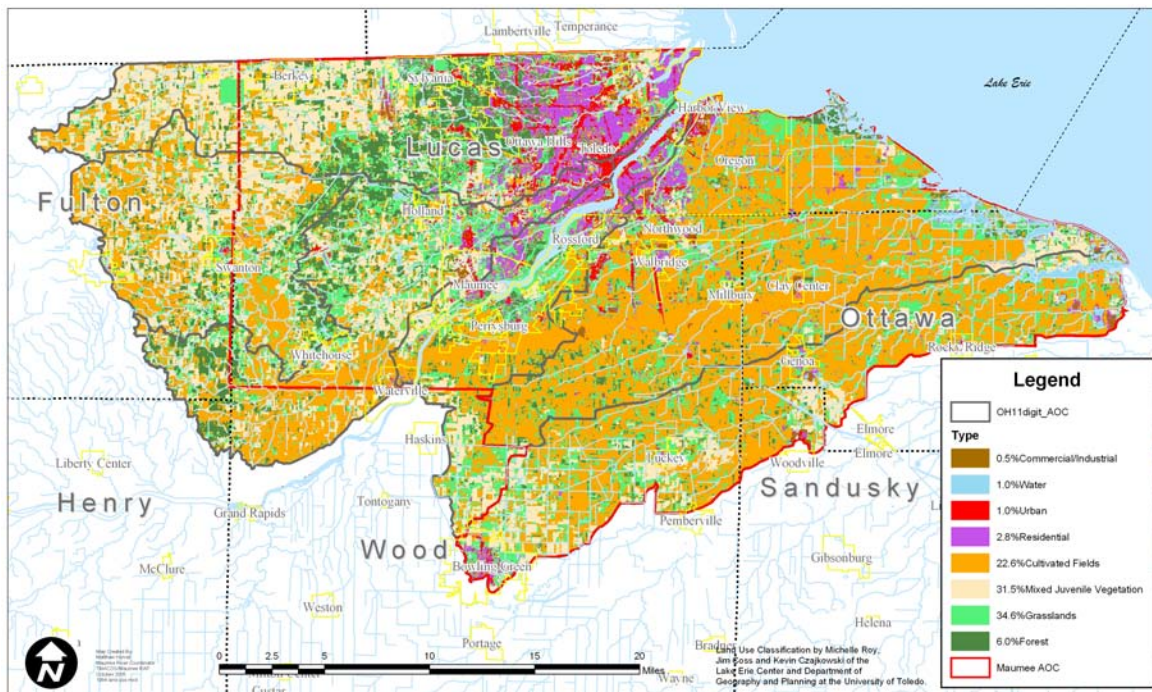 Lambertville
Temperance
Lake Erie
Berkey
Sylvania
Harbor View
Lucas
Ottawa Hills
Toledo
Oregon
Fulton
Holland
Northwood
Rossford
Swanton
Walbridge
Maumee
Millbury
Clay Center
Perrysburg
Ottawa
Rocky Ridge
Whitehouse
Genoa
Waterville
Haskins
Elmore
Elmore
Liberty Center
Luckey
Woodville
Henry
Sandusky
Tontogany
Grand Rapids
Pemberville
Wood
Gibsonburg
McClure
Bowling Green
Weston
Helena
Portage
Wayne
Legend
OH11digit_AOC
Type
0.5%Commercial/Industrial
1.0%Water
1.0%Urban
2.8%Residential
22.6%Cultivated Fields
31.5%Mixed Juvenile Vegetation
34.6%Grasslands
6.0%Forest
Maumee AOC
N
0 2.5 5 10 15 20
Miles
Land Use Classification by Michelle Roy,
Jim Coss and Kevin Czajkowski of the
Lake Erie Center and Department of
Geography and Planning at the University of Toledo.